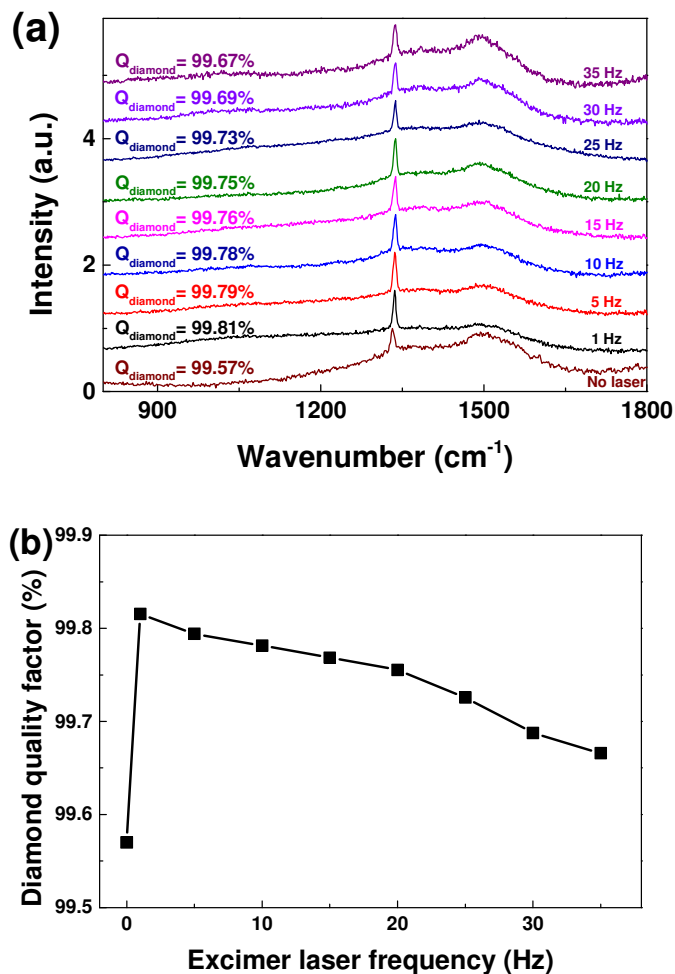 (a)
Q_diamond = 99.67%
35 Hz
Q_diamond = 99.69%
30 Hz
Q_diamond = 99.73%
25 Hz
4
Q_diamond = 99.75%
20 Hz
Q_diamond = 99.76%
15 Hz
Q_diamond = 99.78%
10 Hz
2
Q_diamond = 99.79%
5 Hz
Q_diamond = 99.81%
1 Hz
Q_diamond = 99.57%
No laser
0
Intensity (a.u.)
900 1200 1500 1800
Wavenumber (cm⁻¹)
(b)
99.9
99.8
99.7
99.6
99.5
Diamond quality factor (%)
0 10 20 30
Excimer laser frequency (Hz)